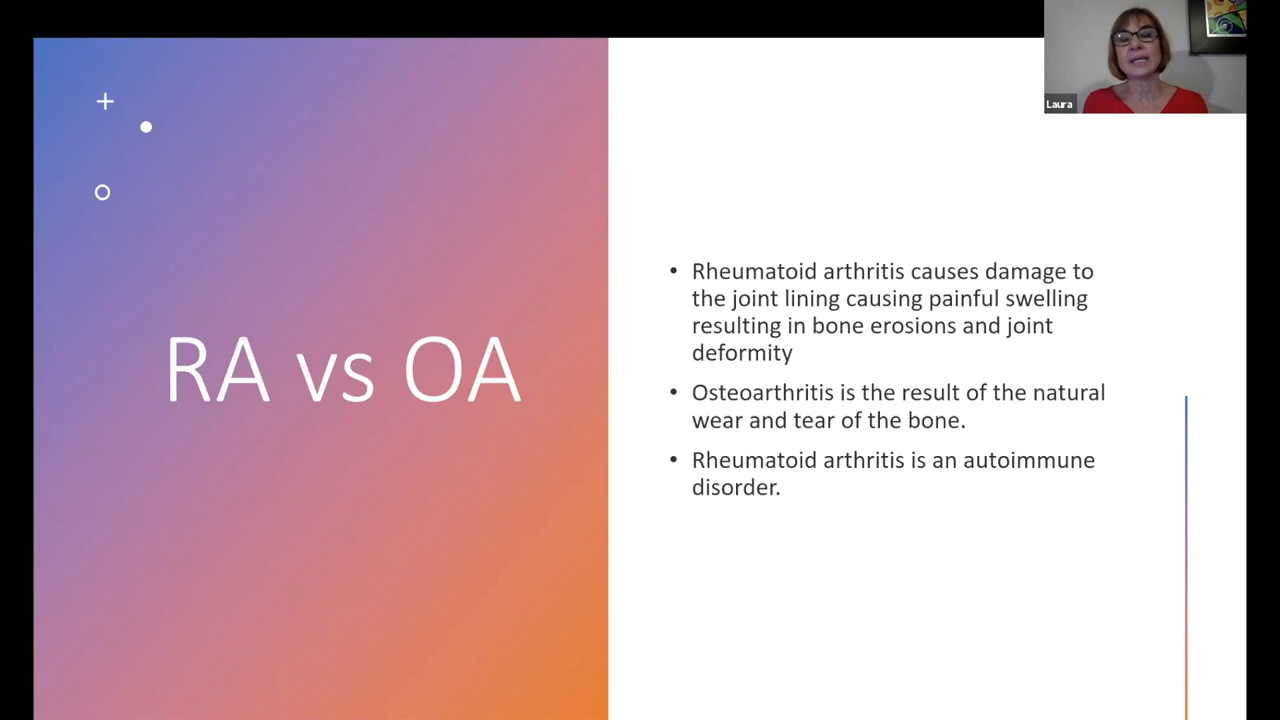 Laura
RA vs OA
• Rheumatoid arthritis causes damage to
the joint lining causing painful swelling
resulting in bone erosions and joint
deformity
• Osteoarthritis is the result of the natural
wear and tear of the bone.
• Rheumatoid arthritis is an autoimmune
disorder.